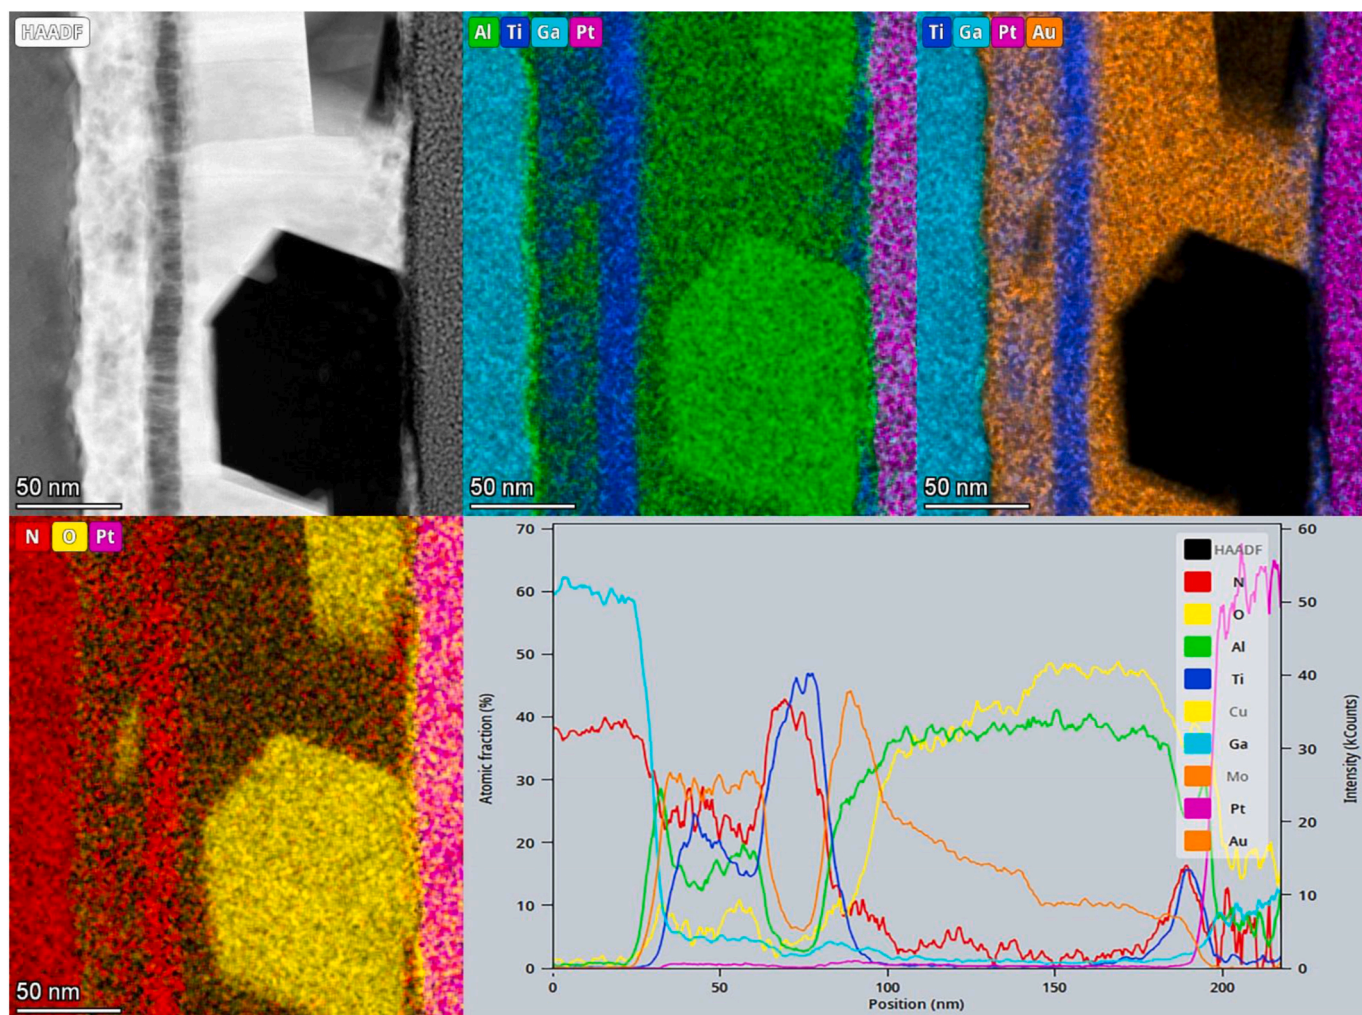 HAADF
50 nm
Al Ti Ga Pt
50 nm
Ti Ga Pt Au
50 nm
N O Pt
50 nm
Atomic fraction (%)
70
60
50
40
30
20
10
0
0 50 100 150 200
Position (nm)
60
50
40
30
20
10
0
Intensity (kCounts)
HAADF
N
O
Al
Ti
Cu
Ga
Mo
Pt
Au